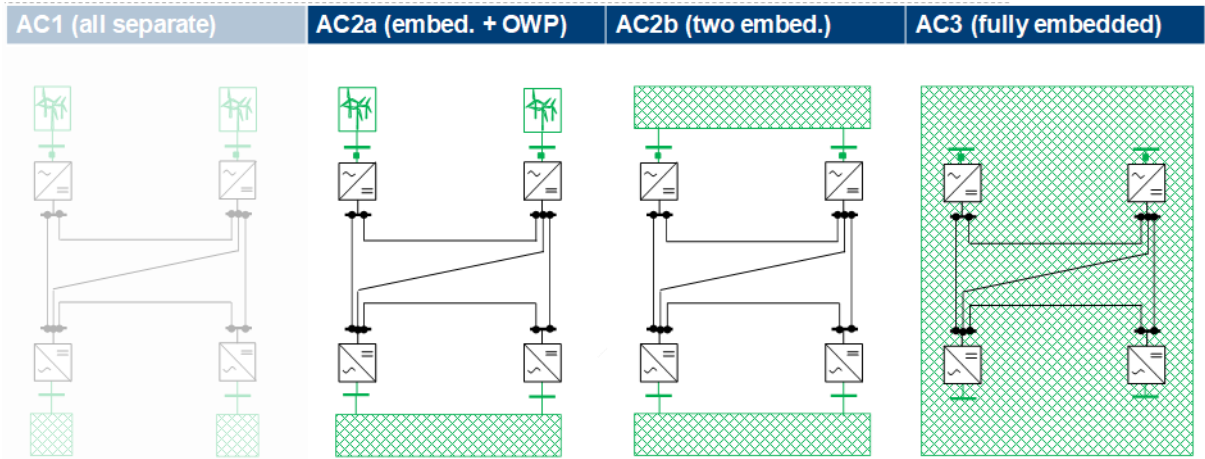 AC1 (all separate)
AC2a (embed. + OWP)
AC2b (two embed.)
AC3 (fully embedded)